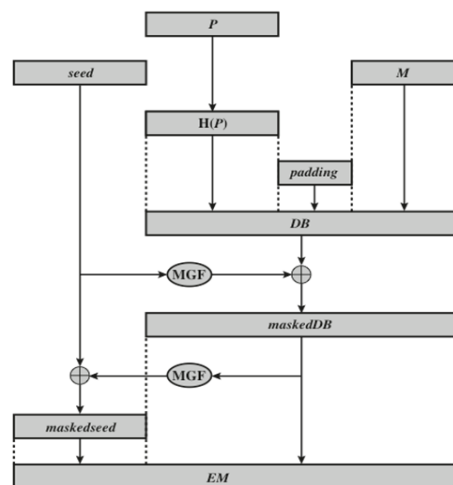 P
seed
M
H(P)
padding
DB
MGF
maskedDB
MGF
maskedseed
EM